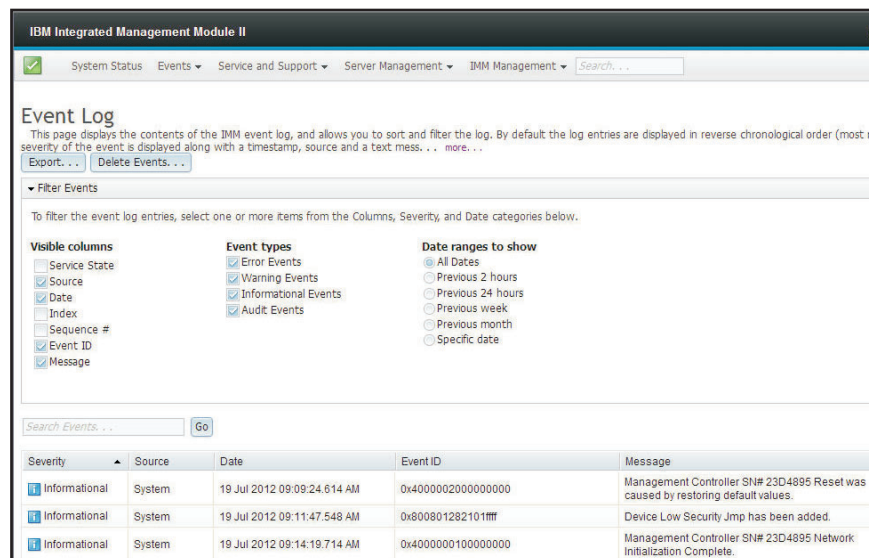 IBM Integrated Management Module II
System Status Events Service and Support Server Management IMM Management Search. . .
Event Log
This page displays the contents of the IMM event log, and allows you to sort and filter the log. By default the log entries are displayed in reverse chronological order (most
severity of the event is displayed along with a timestamp, source and a text mess. . . more. . .
Export. . . Delete Events. . .
Filter Events
To filter the event log entries, select one or more items from the Columns, Severity, and Date categories below.
Visible columns Event types Date ranges to show
Service State Error Events All Dates
Source Warning Events Previous 2 hours
Date Informational Events Previous 24 hours
Index Audit Events Previous week
Sequence # Previous month
Event ID Specific date
Message
Search Events. . . Go
Severity Source Date Event ID Message
Informational System 19 Jul 2012 09:09:24.614 AM 0x4000002000000000 Management Controller SN# 23D4895 Reset was
caused by restoring default values.
Informational System 19 Jul 2012 09:11:47.548 AM 0x800801282101ffff Device Low Security Jmp has been added.
Informational System 19 Jul 2012 09:14:19.714 AM 0x4000000100000000 Management Controller SN# 23D4895 Network
Initialization Complete.